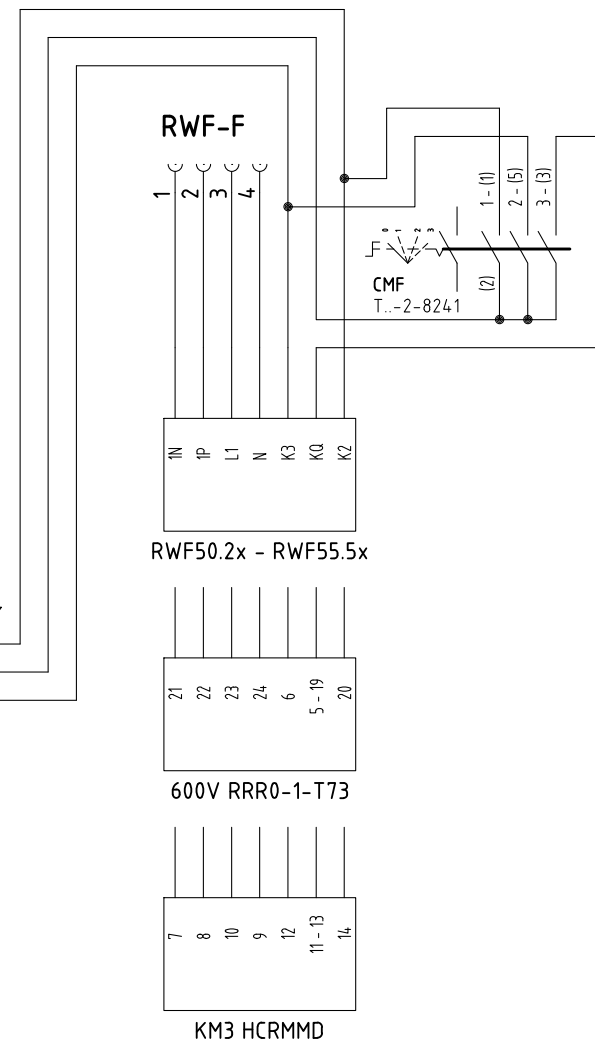 RWF-F
1 2 3 4
1 - (1)
2 - (5)
3 - (3)
0 1 2 3
CMF
T..-2-8241
(2)
1N 1P L1 N K3 KQ K2
RWF50.2x - RWF55.5x
21 22 23 24 6 5 - 19 20
600V RRR0-1-T73
7 8 10 9 12 11 - 13 14
KM3 HCRMMD